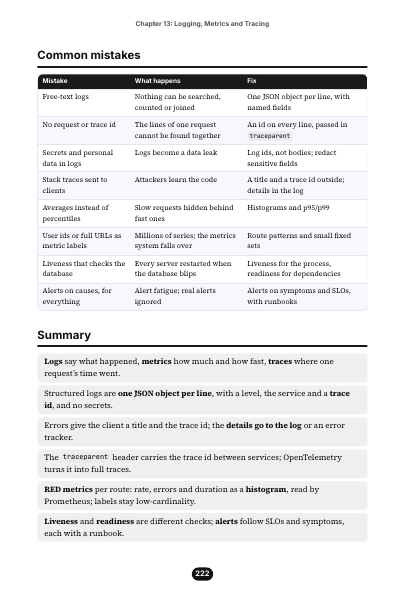 Chapter 13: Logging, Metrics and Tracing
Common mistakes
Mistake What happens Fix
Free-text logs Nothing can be searched, One JSON object per line, with
counted or joined named fields
No request or trace id The lines of one request An id on every line, passed in
cannot be found together traceparent
Secrets and personal Logs become a data leak Log ids, not bodies; redact
data in logs sensitive fields
Stack traces sent to Attackers learn the code A title and a trace id outside;
clients details in the log
Averages instead of Slow requests hidden behind Histograms and p95/p99
percentiles fast ones
User ids or full URLs as Millions of series; the metrics Route patterns and small fixed
metric labels system falls over sets
Liveness that checks the Every server restarted when Liveness for the process,
database the database blips readiness for dependencies
Alerts on causes, for Alert fatigue; real alerts Alerts on symptoms and SLOs,
everything ignored with runbooks
Summary
Logs say what happened, metrics how much and how fast, traces where one
request's time went.
Structured logs are one JSON object per line, with a level, the service and a trace
id, and no secrets.
Errors give the client a title and the trace id; the details go to the log or an error
tracker.
The traceparent header carries the trace id between services; OpenTelemetry
turns it into full traces.
RED metrics per route: rate, errors and duration as a histogram, read by
Prometheus; labels stay low-cardinality.
Liveness and readiness are different checks; alerts follow SLOs and symptoms,
each with a runbook.
222